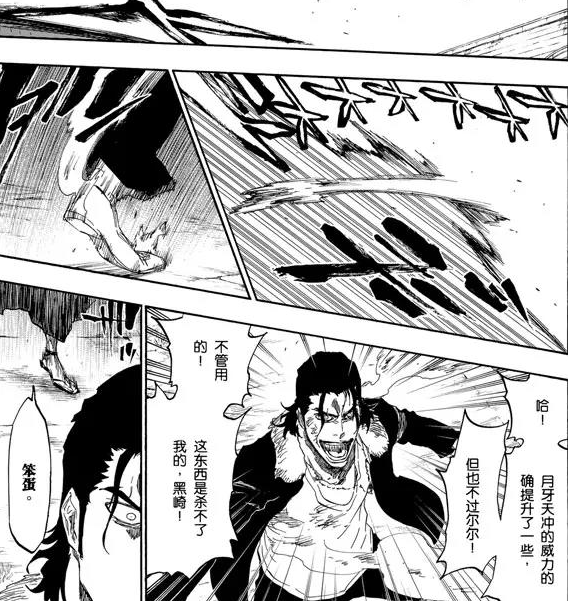 哈！
月牙天冲的威力的
确提升了一些，
但也不过尔尔！
不管用
的！
这东西是杀不了
我的，黑崎！
笨蛋。